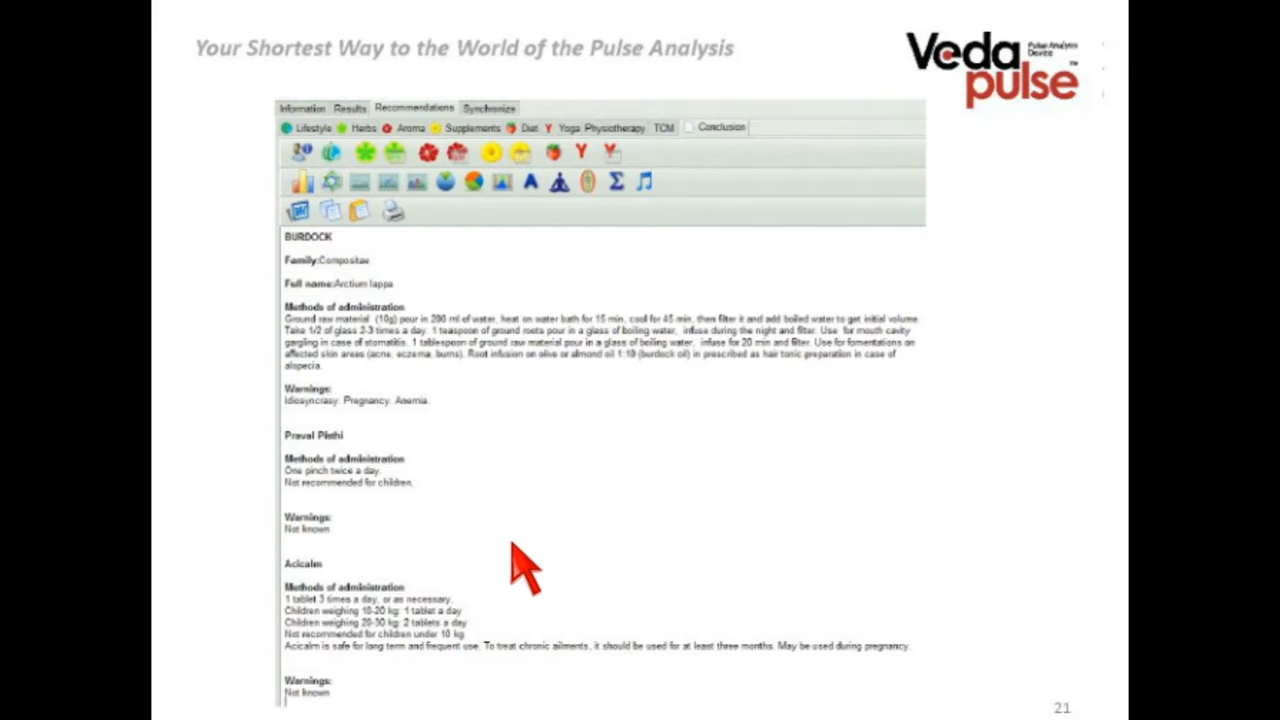 Your Shortest Way to the World of the Pulse Analysis
Veda Pulse Analysis Device ™
pulse
Information Results Recommendations Synchronize
Lifestyle Herbs Aroma Supplements Diet Yoga Physiotherapy TCM Conclusion
BURDOCK
Family:Compositae
Full name:Arctium lappa
Methods of administration
Ground raw material (10g) pour in 200 ml of water, heat on water bath for 15 min, cool for 45 min, then filter it and add boiled water to get initial volume.
Take 1/2 of glass 2-3 times a day. 1 teaspoon of ground roots pour in a glass of boiling water, infuse during the night and filter. Use for mouth cavity
gargling in case of stomatitis. 1 tablespoon of ground raw material pour in a glass of boiling water, infuse for 20 min and filter. Use for fomentations on
affected skin areas (acne, eczema, burns). Root infusion on olive or almond oil 1:10 (burdock oil) in prescribed as hair tonic preparation in case of
alopecia.
Warnings:
Idiosyncrasy. Pregnancy. Anemia.
Praval Pisthi
Methods of administration
One pinch twice a day.
Not recommended for children.
Warnings:
Not known
Acicalm
Methods of administration
1 tablet 3 times a day, or as necessary.
Children weighing 10-20 kg: 1 tablet a day
Children weighing 20-30 kg: 2 tablets a day
Not recommended for children under 10 kg
Acicalm is safe for long term and frequent use. To treat chronic ailments, it should be used for at least three months. May be used during pregnancy.
Warnings:
Not known
21